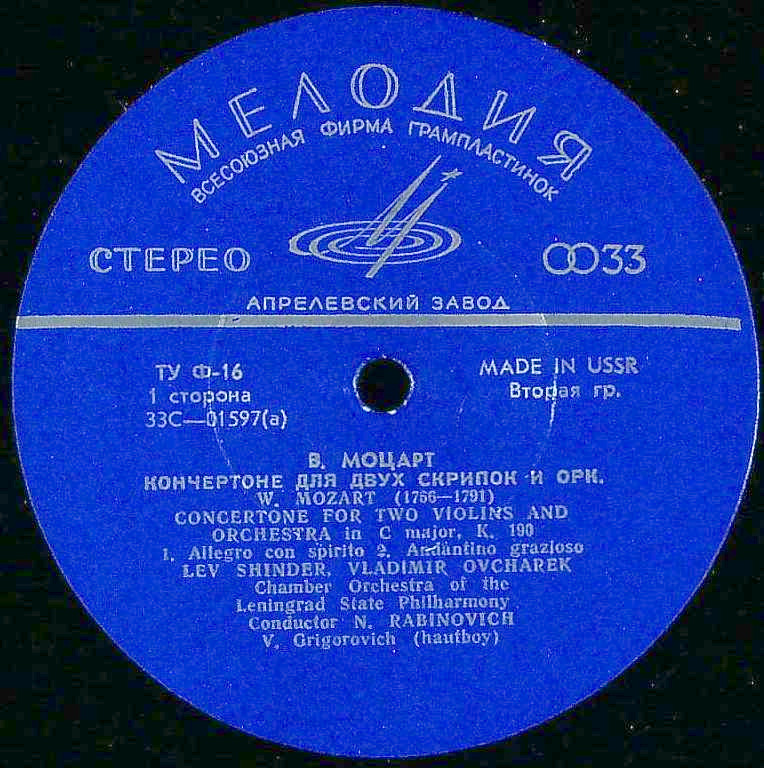 МЕЛОДИЯ
ВСЕСОЮЗНАЯ ФИРМА ГРАМПЛАСТИНОК
СТЕРЕО
33
АПРЕЛЕВСКИЙ ЗАВОД
ТУ Ф-16
1 сторона
33С—01597(а)
MADE IN USSR
Вторая гр.
В. МОЦАРТ
КОНЧЕРТОНЕ ДЛЯ ДВУХ СКРИПОК И ОРК.
W. MOZART (1766—1791)
CONCERTONE FOR TWO VIOLINS AND
ORCHESTRA in C major, K. 190
1. Allegro con spirito 2. Andantino grazioso
LEV SHINDER, VLADIMIR OVCHAREK
Chamber Orchestra of the
Leningrad State Philharmony
Conductor N. RABINOVICH
V. Grigorovich (hautboy)